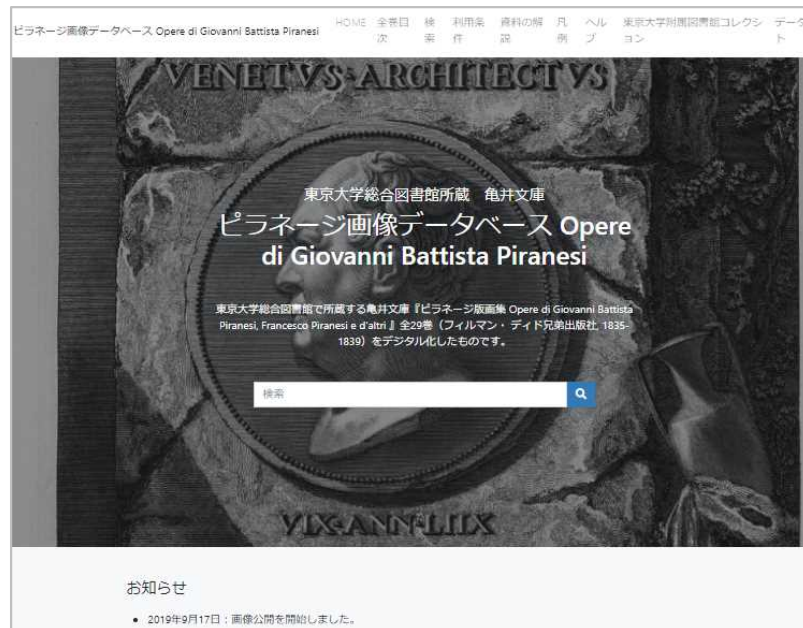 ピラネージ画像データベース Opere di Giovanni Battista Piranesi
HOME 全巻目次 検索 利用条件 資料の解説 凡例 ヘルプ 東京大学附属図書館コレクション データ
ト
VENETVS·ARCHITECTVS
東京大学総合図書館所蔵 亀井文庫
ピラネージ画像データベース Opere
di Giovanni Battista Piranesi
東京大学総合図書館で所蔵する亀井文庫『ピラネージ版画集 Opere di Giovanni Battista
Piranesi, Francesco Piranesi e d'altri 』全29巻（フィルマン・ディド兄弟出版社, 1835-
1839）をデジタル化したものです。
検索
VIX·ANN·LIIX
お知らせ
2019年9月17日：画像公開を開始しました。